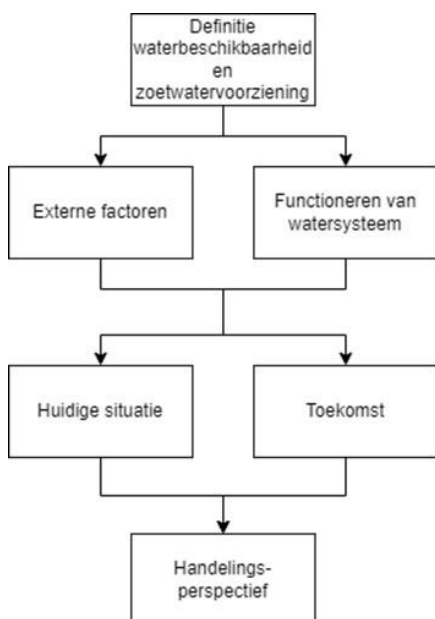 Definitie
waterbeschikbaarheid
en
zoetwatervoorziening
Externe factoren
Functioneren van
watersysteem
Huidige situatie
Toekomst
Handelings-
perspectief